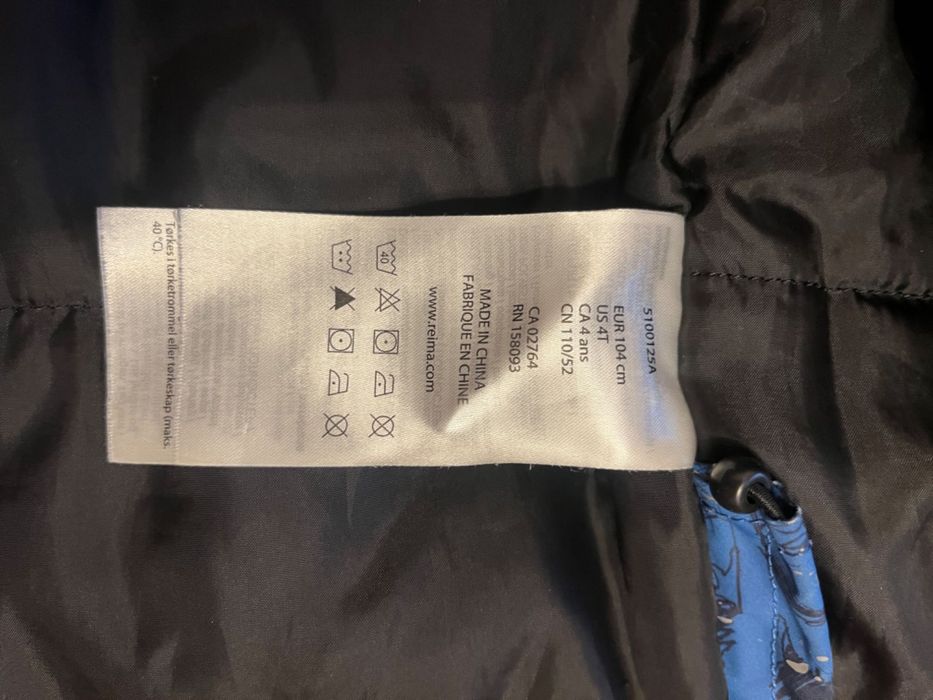 5100125A
EUR 104 cm
US 4T
CA 4 ans
CN 110/52
CA 02764
RN 158093
MADE IN CHINA
FABRIQUE EN CHINE
www.reima.com
40
Tørkes i tørketrommel eller tørkeskap (maks.
40 °C).